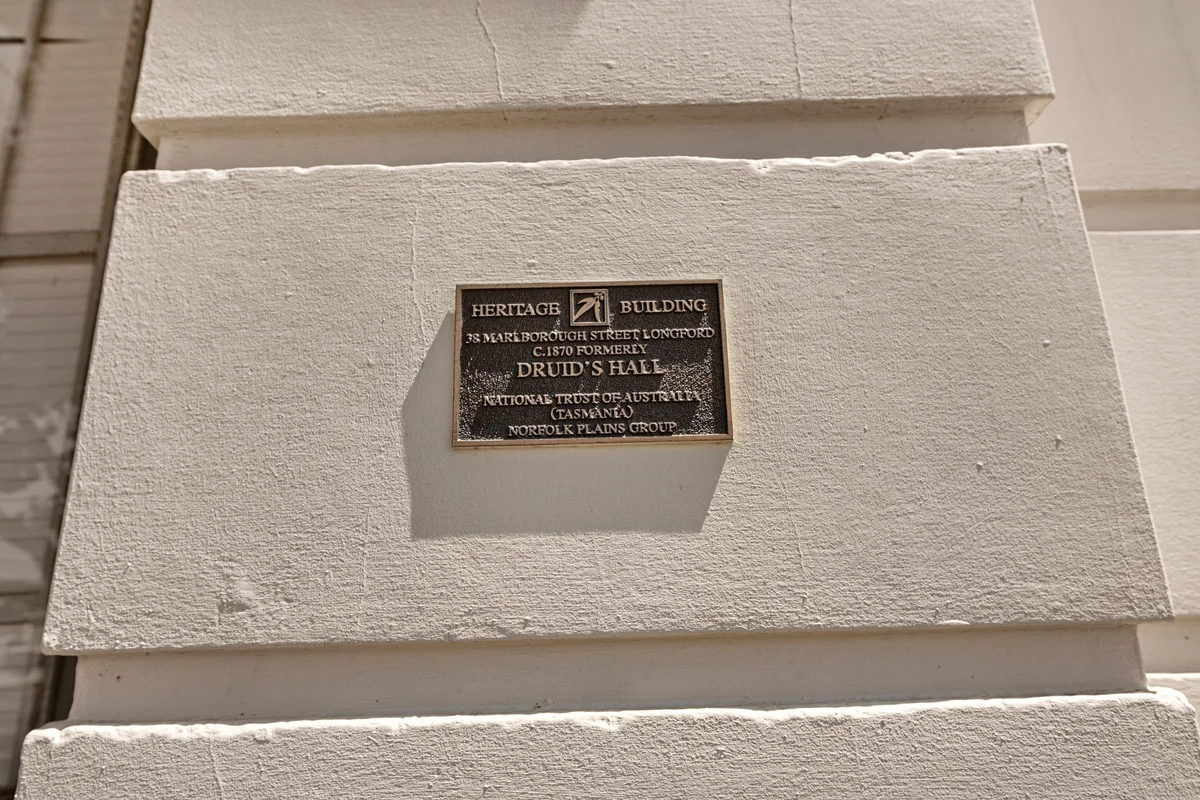 HERITAGE BUILDING
38 MARLBOROUGH STREET, LONGFORD
C.1870 FORMERLY
DRUID'S HALL
NATIONAL TRUST OF AUSTRALIA
(TASMANIA)
NORFOLK PLAINS GROUP